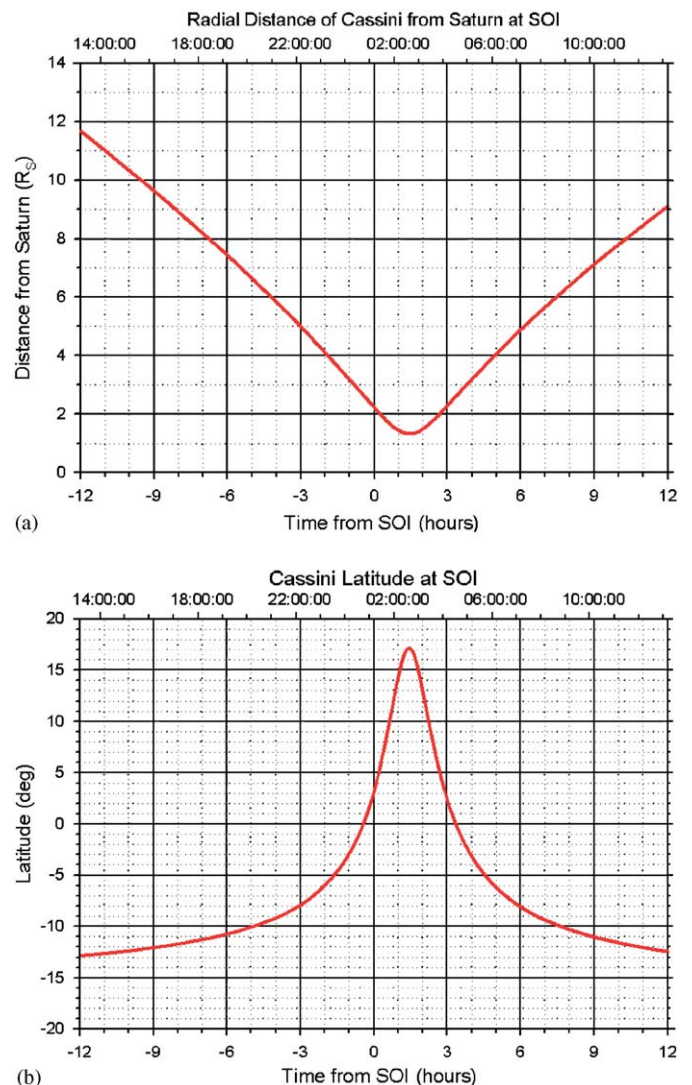 Radial Distance of Cassini from Saturn at SOI
14:00:00 18:00:00 22:00:00 02:00:00 06:00:00 10:00:00
14
12
10
8
6
4
2
0
Distance from Saturn (RS)
-12 -9 -6 -3 0 3 6 9 12
(a) Time from SOI (hours)
Cassini Latitude at SOI
14:00:00 18:00:00 22:00:00 02:00:00 06:00:00 10:00:00
20
15
10
5
0
-5
-10
-15
-20
Latitude (deg)
-12 -9 -6 -3 0 3 6 9 12
(b) Time from SOI (hours)